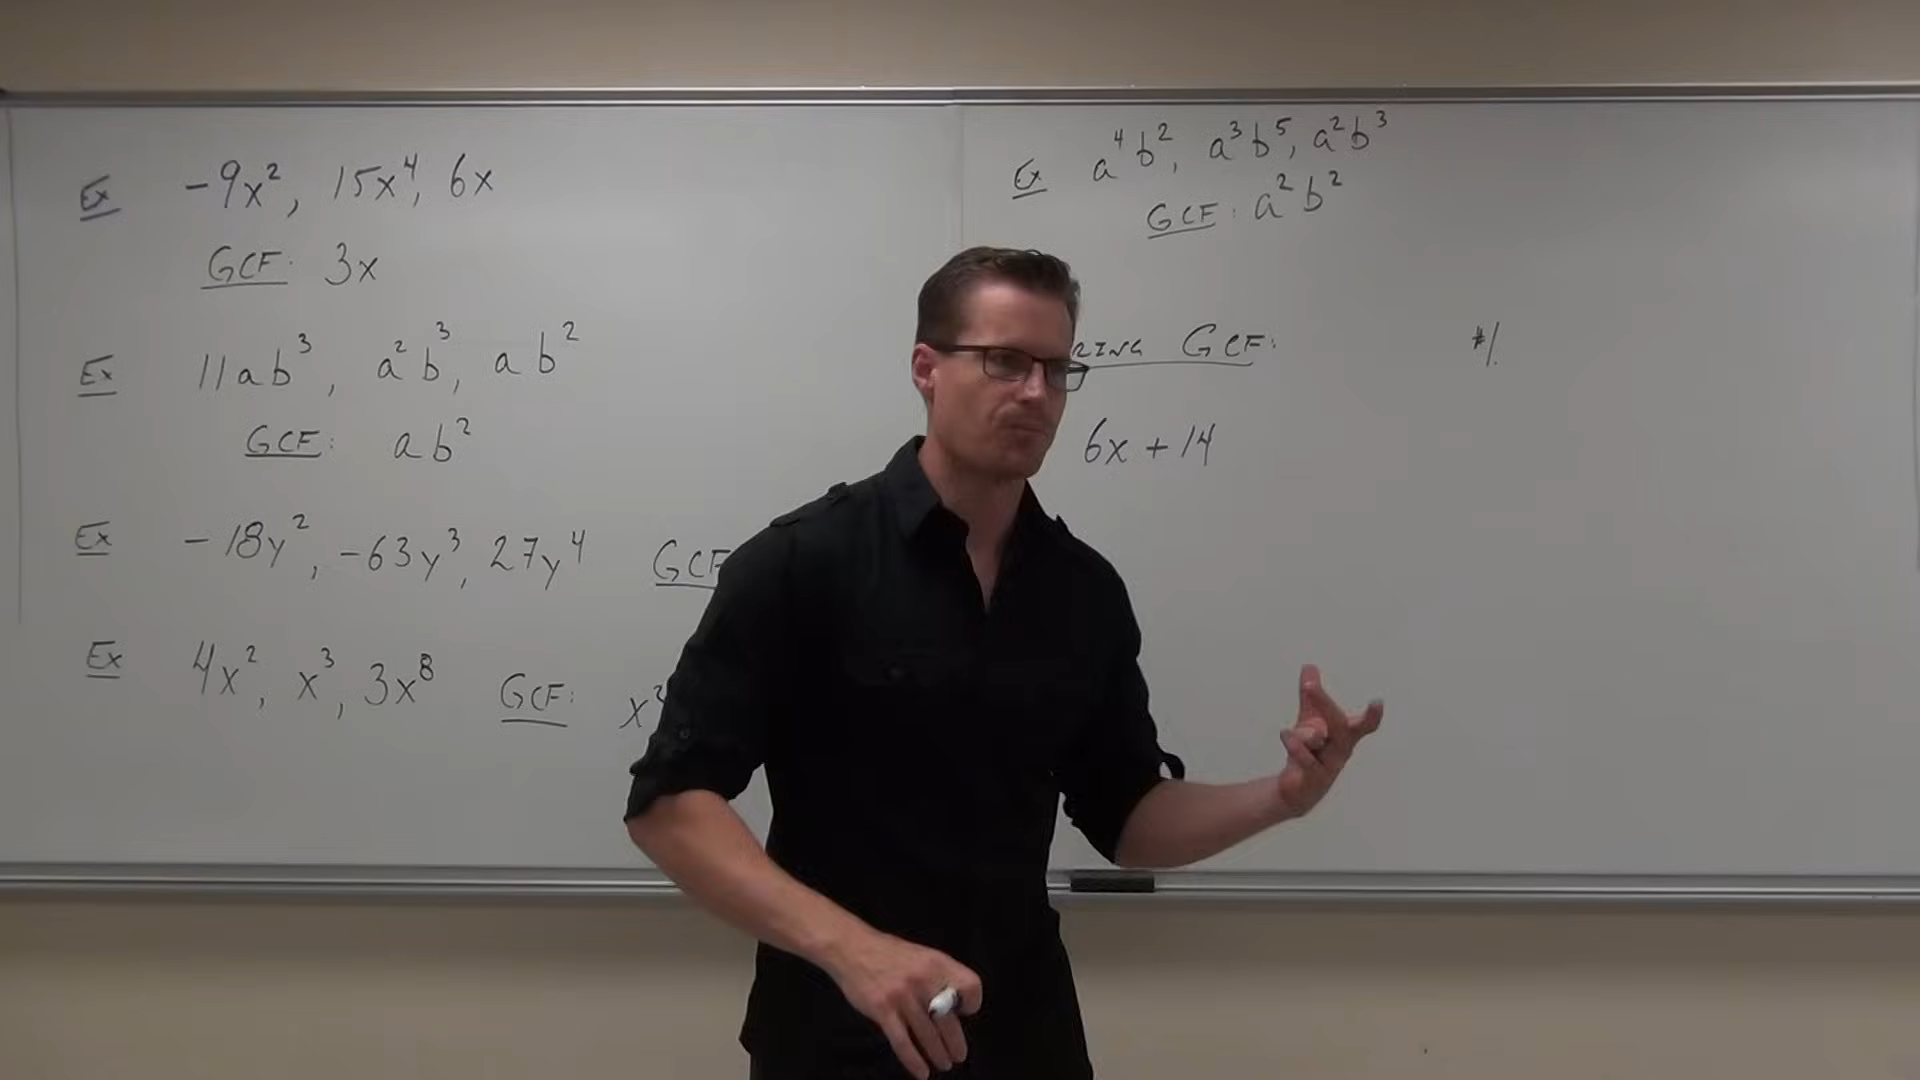 Ex -9x², 15x⁴, 6x
GCF: 3x
Ex 11ab³, a²b³, ab²
GCF: ab²
Ex -18y², -63y³, 27y⁴ GCF
Ex 4x², x³, 3x⁸ GCF: x²
Ex a⁴b², a³b⁵, a²b³
GCF: a²b²
RING GCF: #1.
6x + 14